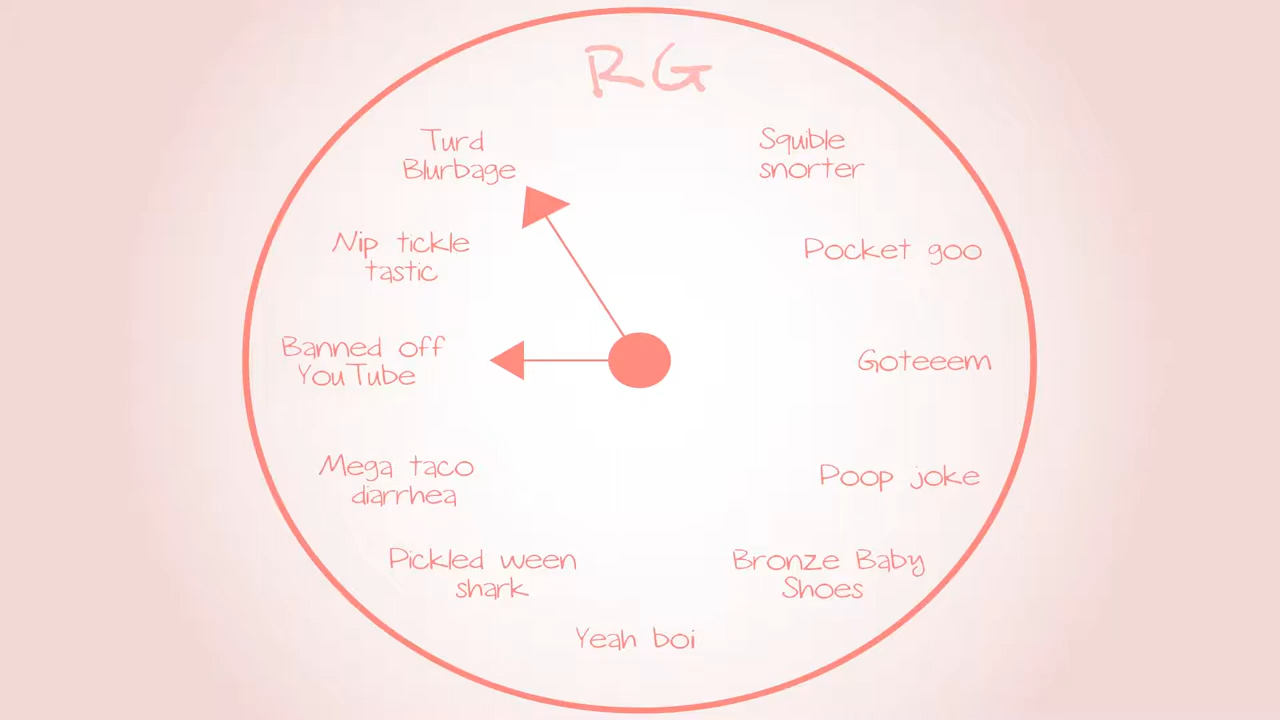 RG
Turd
Blurbage
Squible
snorter
Nip tickle
tastic
Pocket goo
Banned off
YouTube
Goteeem
Mega taco
diarrhea
Poop joke
Pickled ween
shark
Bronze Baby
Shoes
Yeah boi